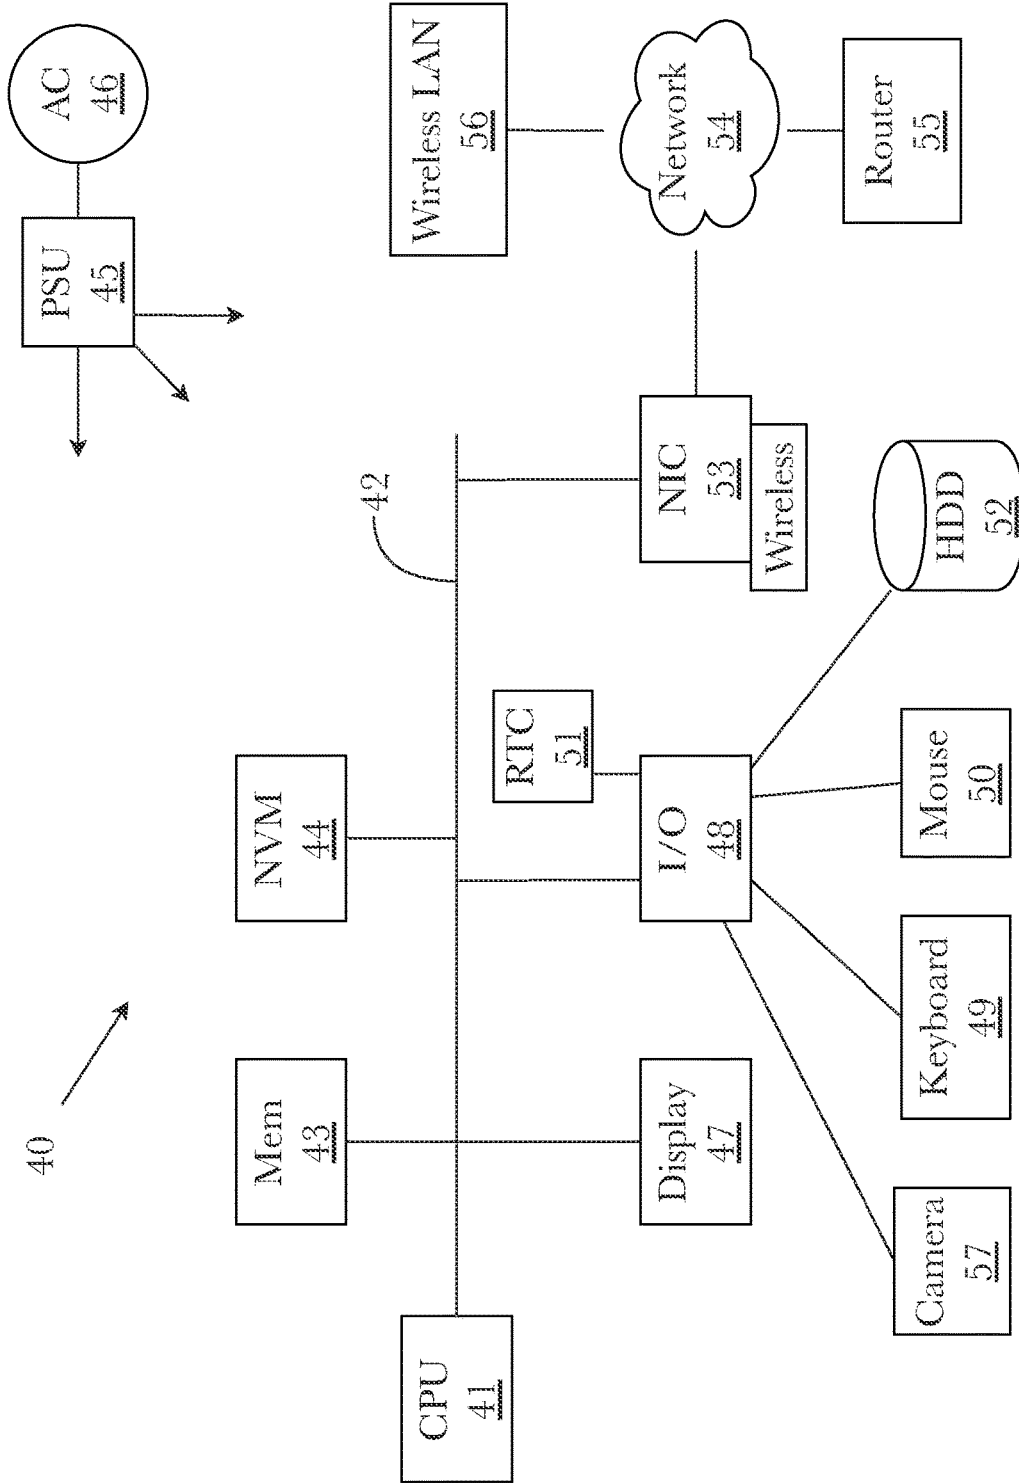 40
AC
46
PSU
45
Mem
43
NVM
44
42
CPU
41
Display
47
I/O
48
RTC
51
NIC
53
Wireless
Network
54
Wireless LAN
56
Router
55
Camera
57
Keyboard
49
Mouse
50
HDD
52